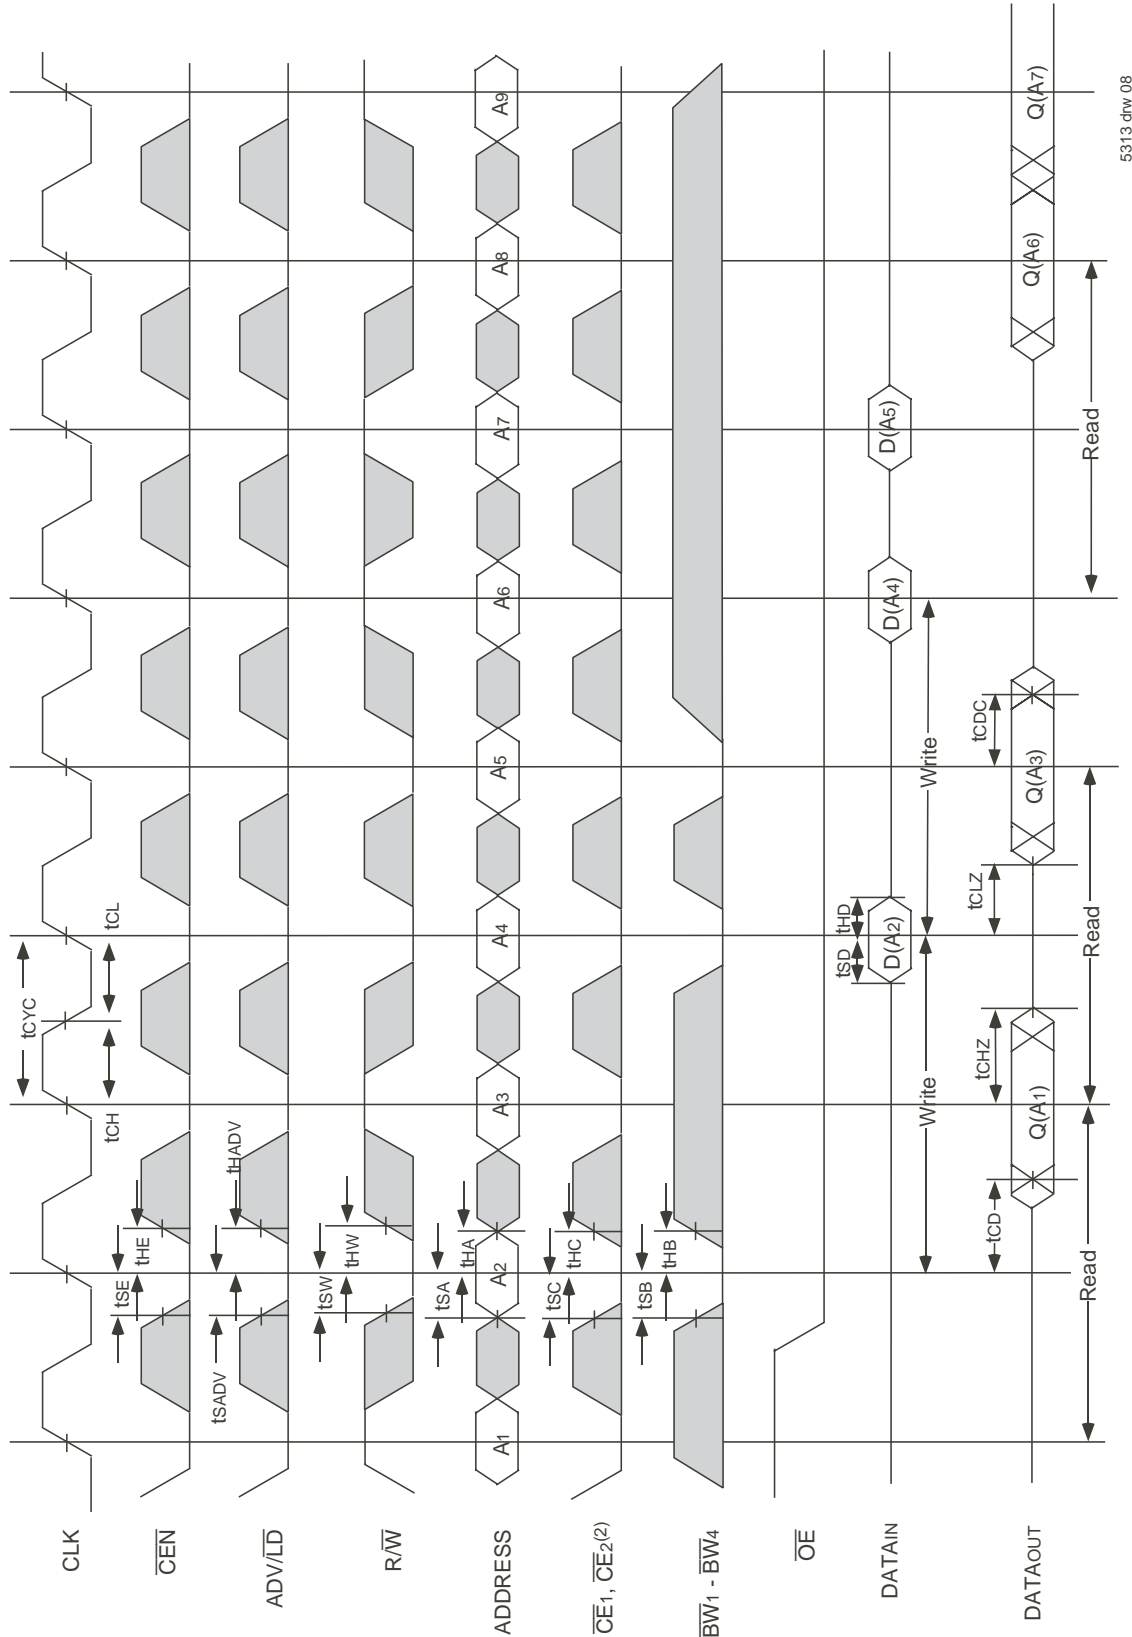 tCYC
CLK
tCH
tCL
tSE
tHE
CEN
tSADV
tHADV
ADV/LD
tSW
tHW
R/W
tSA
tHA
ADDRESS
A1
A2
A3
A4
A5
A6
A7
A8
A9
tSC
tHC
CE1, CE2(2)
tSB
tHB
BW1 - BW4
OE
tSD
tHD
DATAIN
D(A2)
D(A4)
D(A5)
Write
Write
tCD
tCHZ
tCLZ
tCDC
DATAOUT
Q(A1)
Q(A3)
Q(A6)
Q(A7)
Read
Read
Read
5313 drw 08